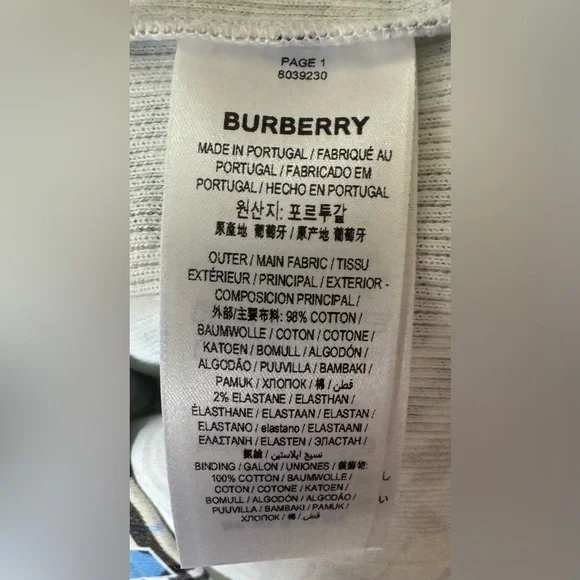 PAGE 1
8039230
BURBERRY
MADE IN PORTUGAL / FABRIQUÉ AU
PORTUGAL / FABRICADO EM
PORTUGAL / HECHO EN PORTUGAL
원산지: 포르투갈
原產地 葡萄牙 / 原产地 葡萄牙
OUTER / MAIN FABRIC / TISSU
EXTÉRIEUR / PRINCIPAL / EXTERIOR -
COMPOSICION PRINCIPAL /
外部/主要布料: 98% COTTON /
BAUMWOLLE / COTON / COTONE /
KATOEN / BOMULL / ALGODÓN /
ALGODÃO / PUUVILLA / BAMBAKI /
PAMUK / ХЛОПОК / 棉 / قطن /
2% ELASTANE / ELASTHAN /
ÉLASTHANE / ELASTAAN / ELASTAN /
ELASTANO / elastano / ELASTAANI /
ΕΛΑΣΤΑΝΗ / ELASTEN / ЭЛАСТАН /
氨綸 / نسيج ايلاستين /
BINDING / GALON / UNIONES / 裝飾物:
100% COTTON / BAUMWOLLE /
COTON / COTONE / KATOEN /
BOMULL / ALGODÓN / ALGODÃO /
PUUVILLA / BAMBAKI / PAMUK /
ХЛОПОК / 棉 / قطن /